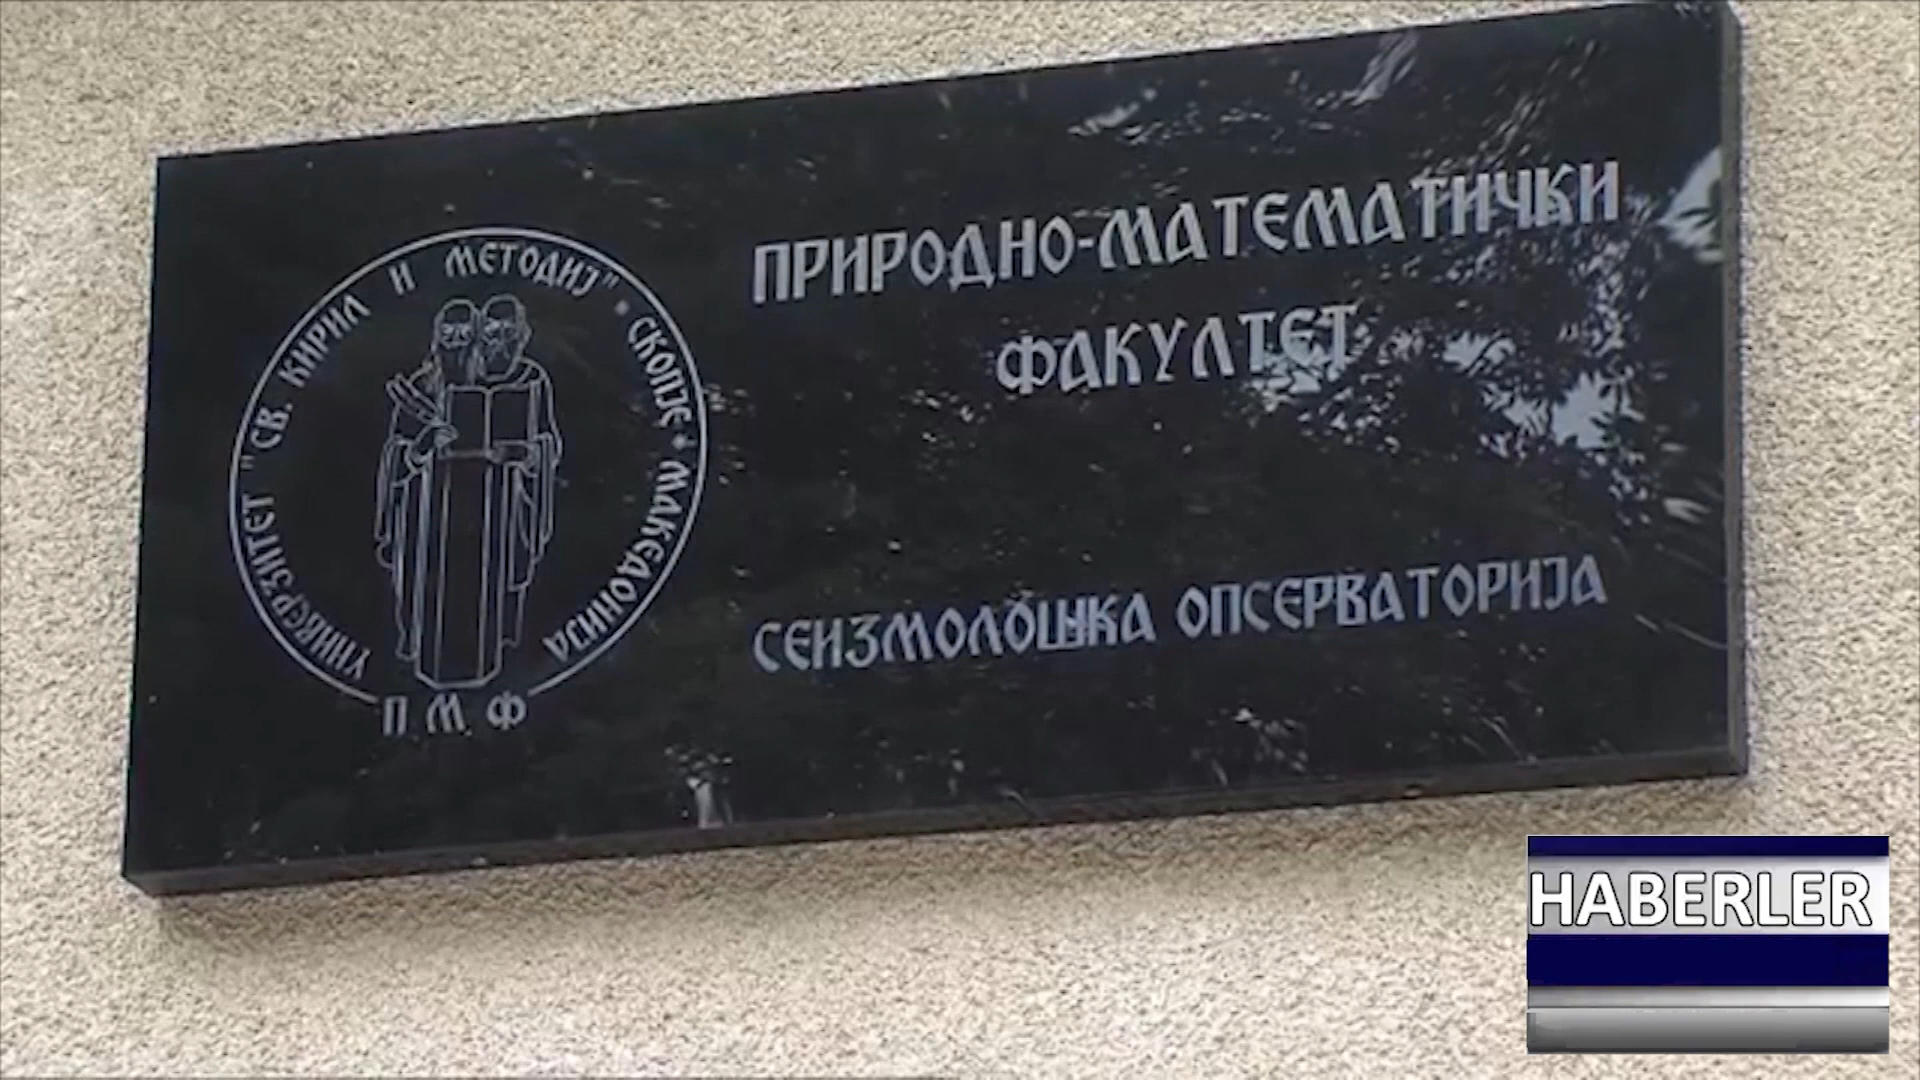 УНИВЕРЗИТЕТ "СВ. КИРИЛ И МЕТОДИЈ" • СКОПЈЕ • МАКЕДОНИЈА
П М Ф
ПРИРОДНО-МАТЕМАТИЧКИ
ФАКУЛТЕТ
СЕИЗМОЛОШКА ОПСЕРВАТОРИЈА
HABERLER